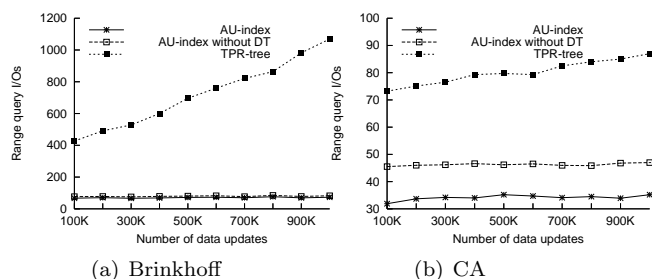 AU-index
AU-index without DT
TPR-tree
Range query I/Os
1200
1000
800
600
400
200
0
100K 300K 500K 700K 900K
Number of data updates
(a) Brinkhoff
AU-index
AU-index without DT
TPR-tree
Range query I/Os
100
90
80
70
60
50
40
30
100K 300K 500K 700K 900K
Number of data updates
(b) CA